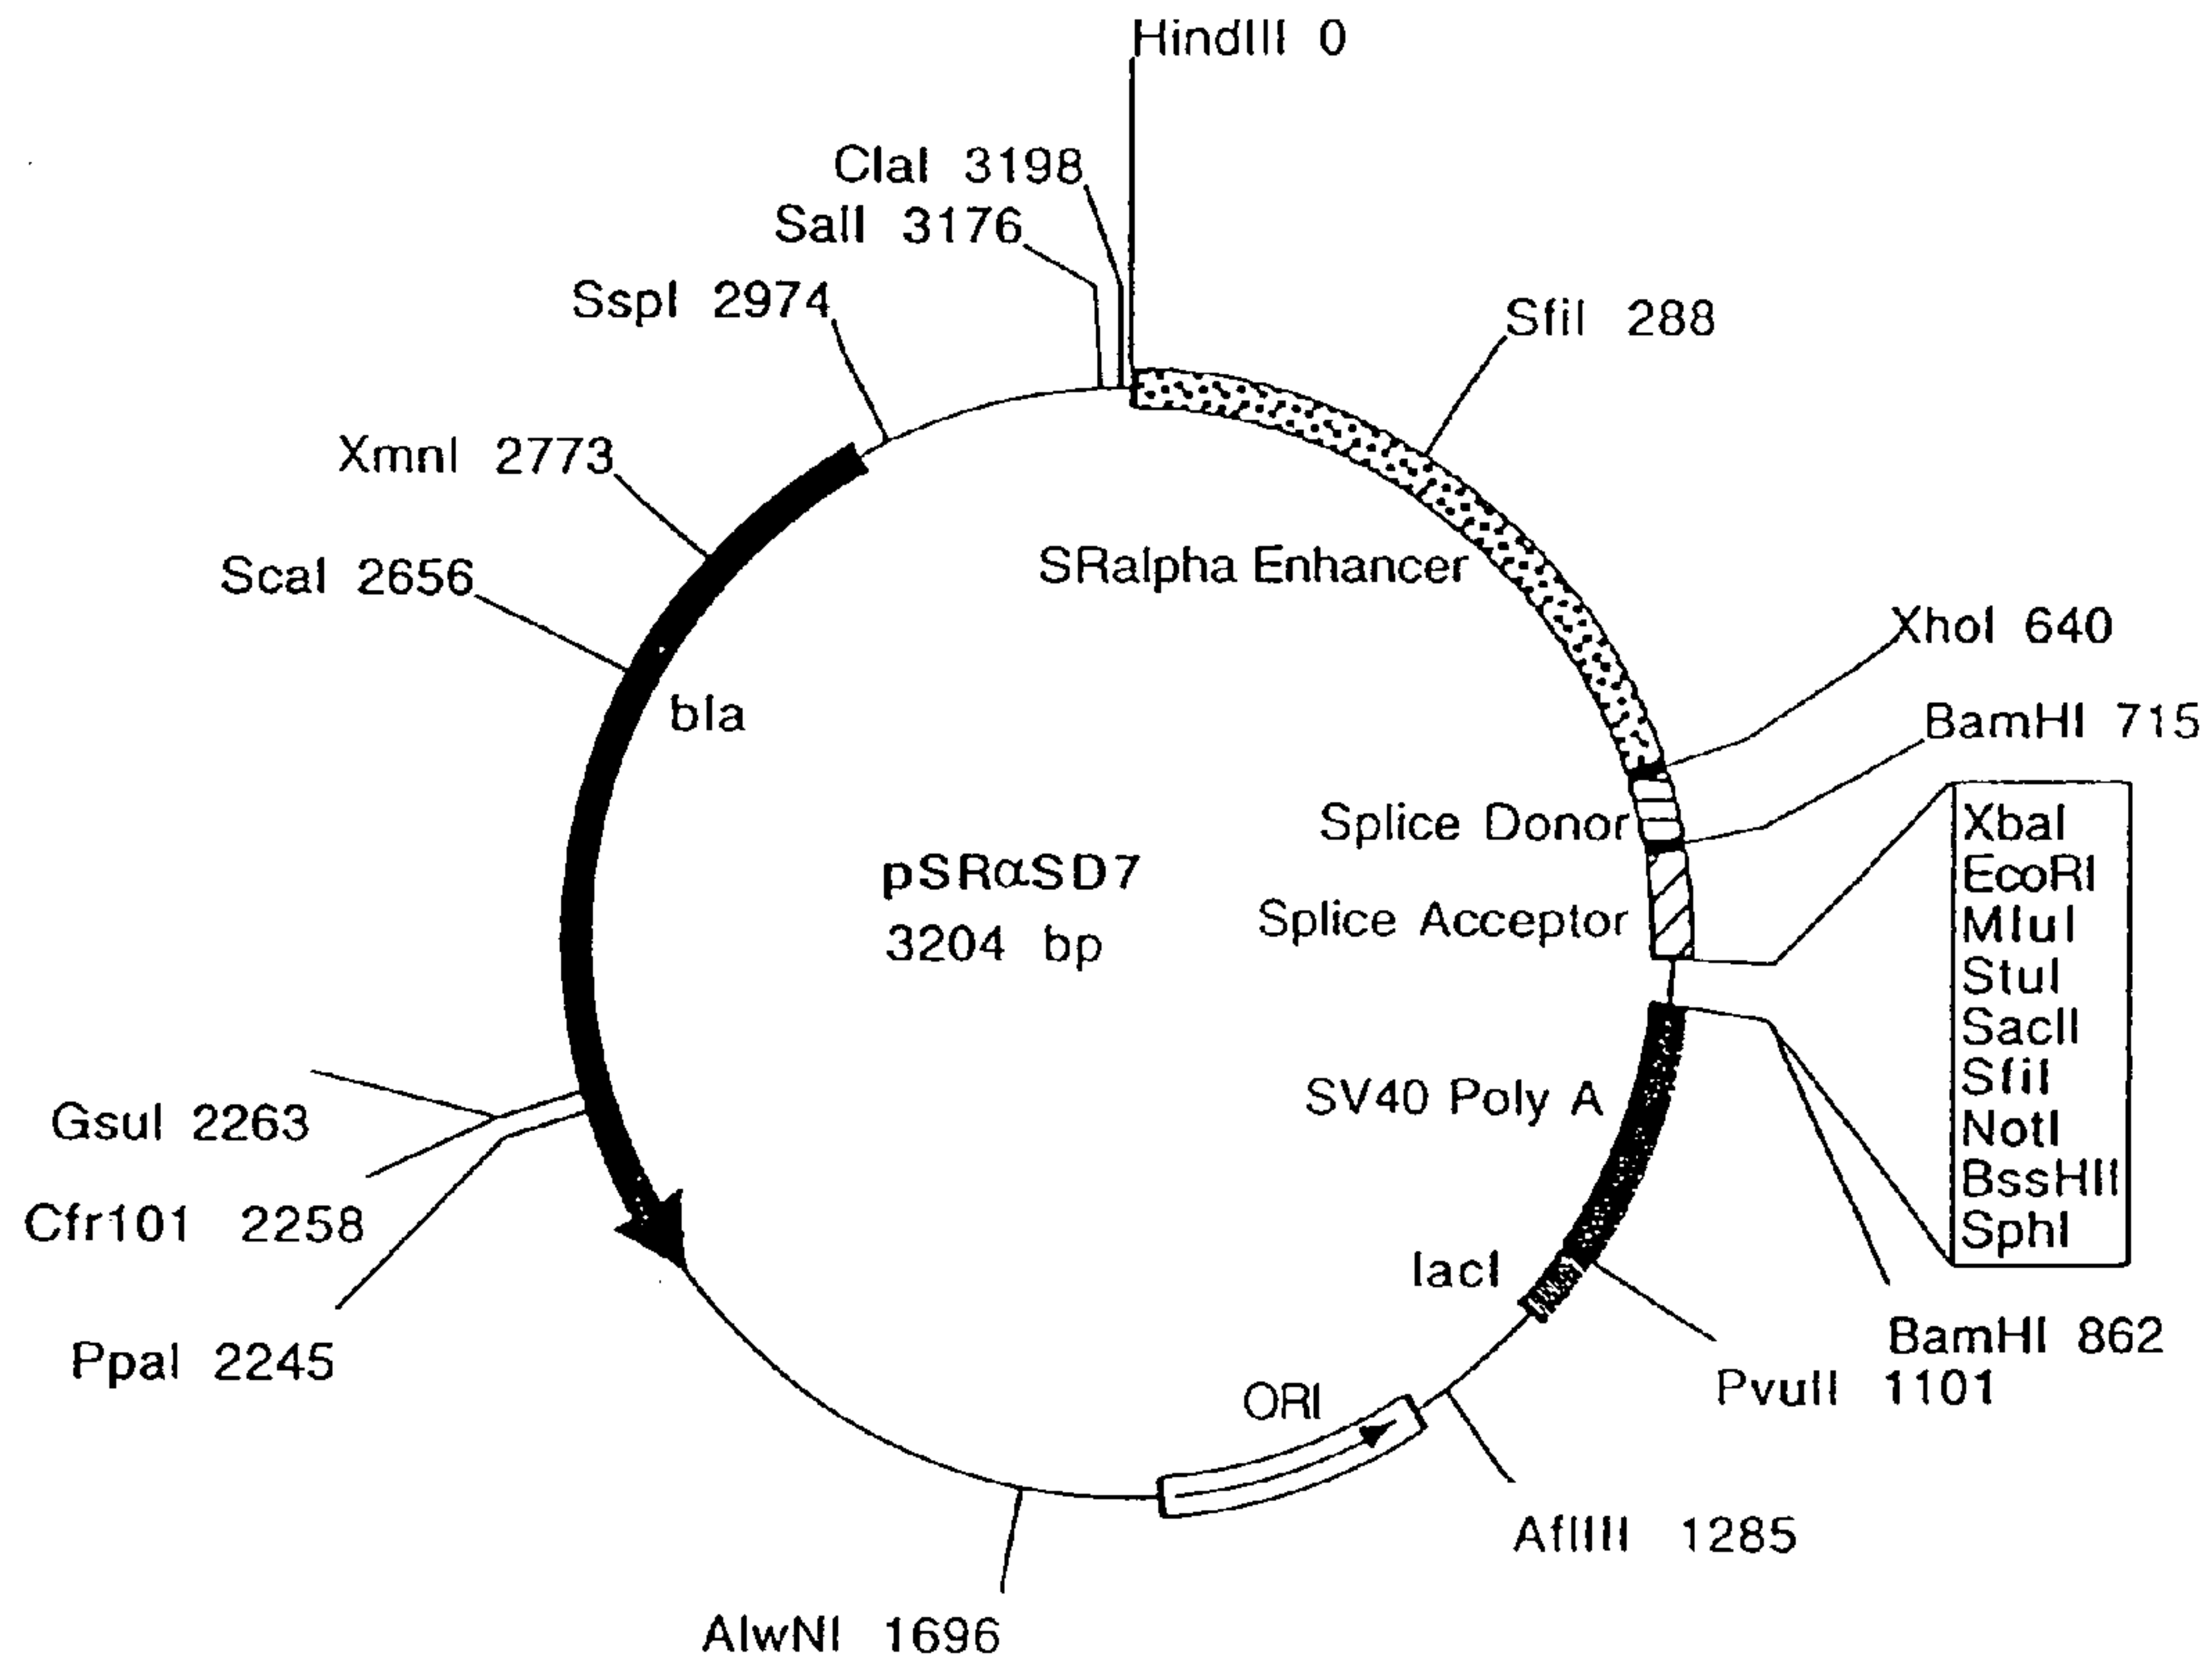 HindIII 0
ClaI 3198
SalI 3176
SspI 2974
SfiI 288
XmnI 2773
ScaI 2656
SRalpha Enhancer
XhoI 640
bla
BamHI 715
Splice Donor
XbaI
EcoRI
MluI
StuI
SacII
SfiI
NotI
BssHII
SphI
pSRαSD7
3204 bp
Splice Acceptor
SV40 Poly A
GsuI 2263
Cfr101 2258
PpaI 2245
lacI
BamHI 862
PvuII 1101
ORI
AflIII 1285
AlwNI 1696